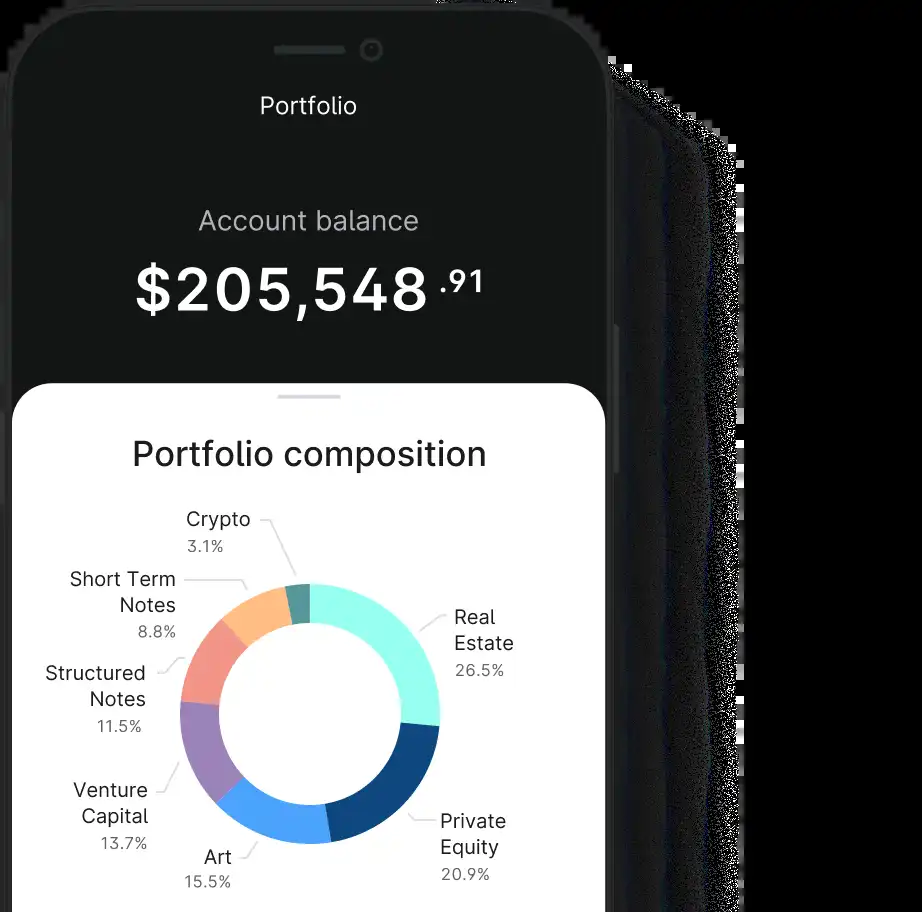 Portfolio
Account balance
$205,548.91
Portfolio composition
Crypto
3.1%
Short Term
Notes
8.8%
Real
Estate
26.5%
Structured
Notes
11.5%
Venture
Capital
13.7%
Private
Equity
20.9%
Art
15.5%